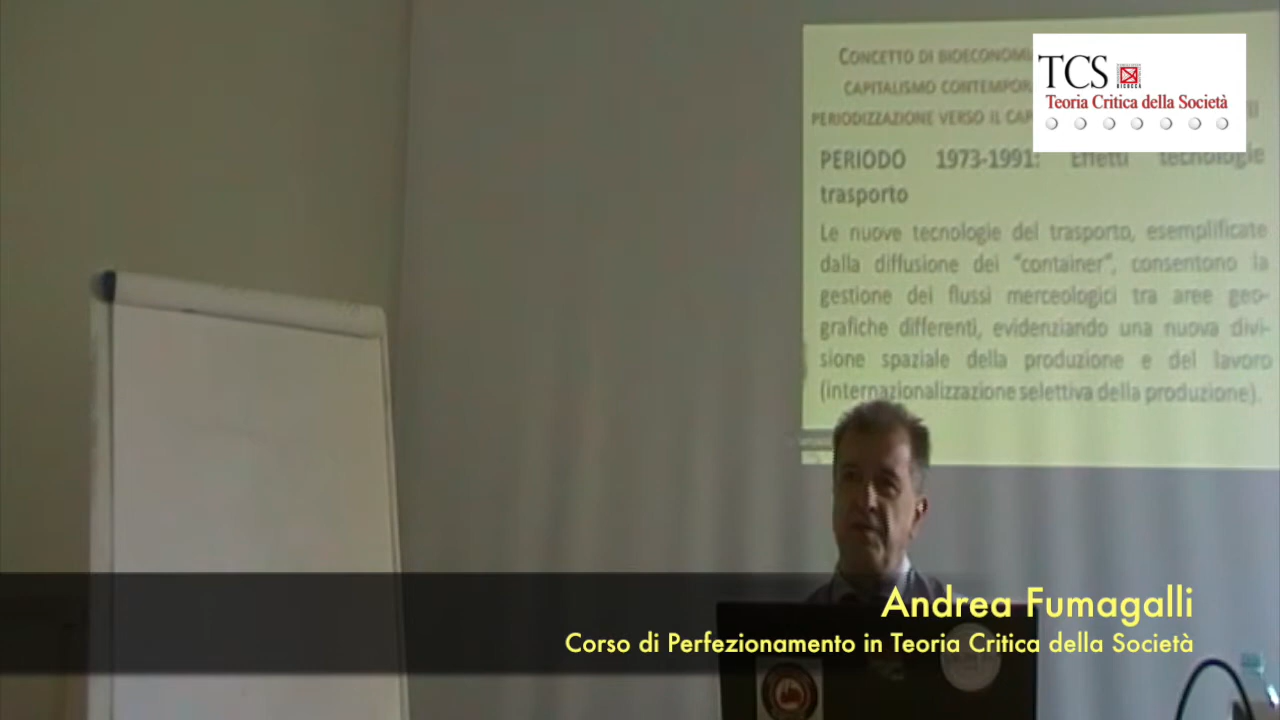 CONCETTO DI BIOECONOMI
CAPITALISMO CONTEMPOR
PERIODIZZAZIONE VERSO IL CAP
PERIODO 1973-1991: Effetti tecnologie
trasporto
Le nuove tecnologie del trasporto, esemplificate
dalla diffusione dei “container”, consentono la
gestione dei flussi merceologici tra aree geo-
grafiche differenti, evidenziando una nuova divi-
sione spaziale della produzione e del lavoro
(internazionalizzazione selettiva della produzione).
TCS
BICOCCA
Teoria Critica della Società
Andrea Fumagalli
Corso di Perfezionamento in Teoria Critica della Società